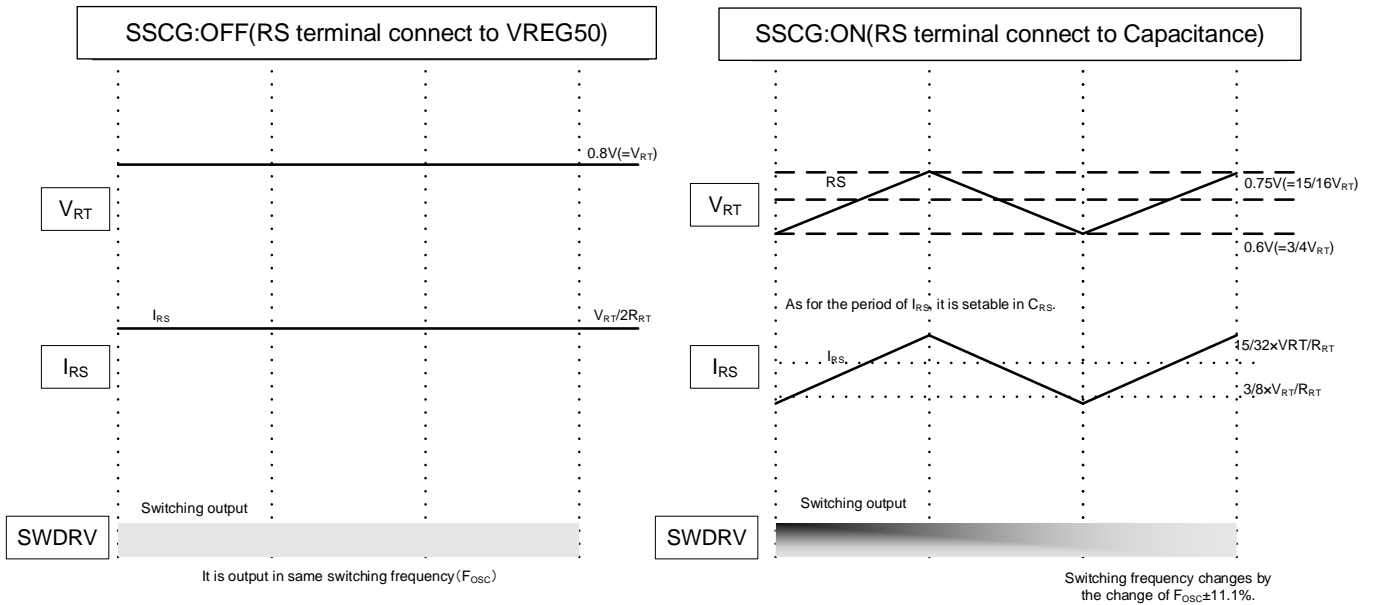 SSCG:OFF(RS terminal connect to VREG50)
0.8V(=VRT)
VRT
IRS
VRT/2RRT
IRS
Switching output
SWDRV
It is output in same switching frequency(FOSC)
SSCG:ON(RS terminal connect to Capacitance)
RS
0.75V(=15/16VRT)
VRT
0.6V(=3/4VRT)
As for the period of IRS, it is setable in CRS.
IRS
15/32×VRT/RRT
IRS
3/8×VRT/RRT
Switching output
SWDRV
Switching frequency changes by
the change of FOSC±11.1%.